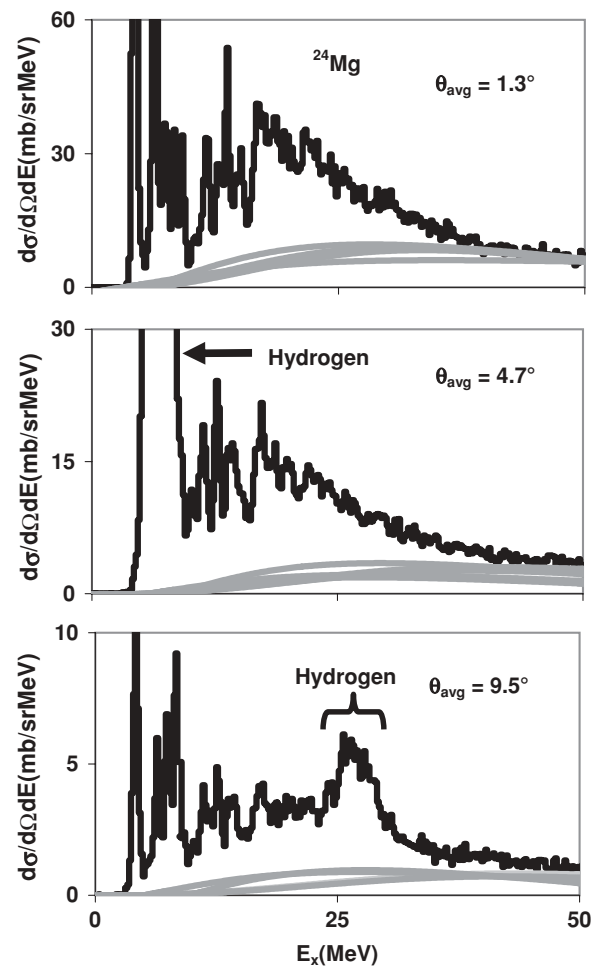 60
30
0
dσ/dΩdE(mb/srMeV)
²⁴Mg
θavg = 1.3°
30
15
0
dσ/dΩdE(mb/srMeV)
Hydrogen
θavg = 4.7°
10
5
0
dσ/dΩdE(mb/srMeV)
Hydrogen
θavg = 9.5°
0 25 50
Eₓ(MeV)